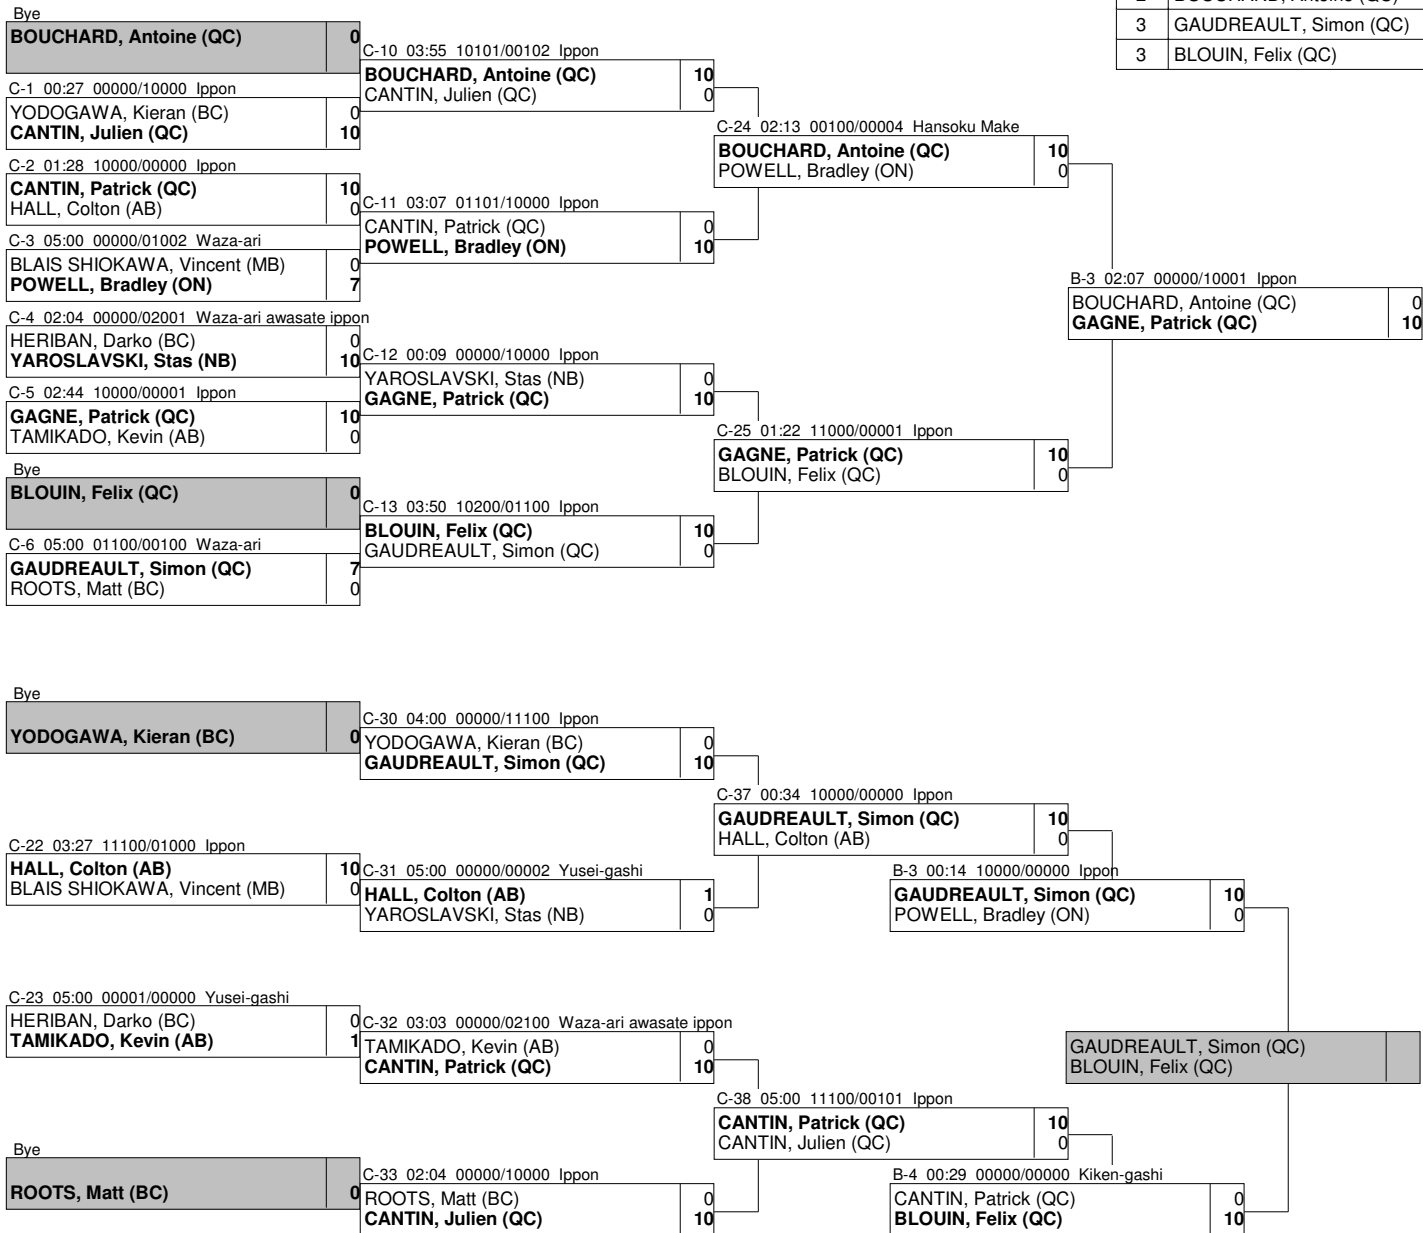 2 BOUCHARD, Antoine (QC)
3 GAUDREAULT, Simon (QC)
3 BLOUIN, Felix (QC)
Bye
BOUCHARD, Antoine (QC) 0
C-1 00:27 00000/10000 Ippon
YODOGAWA, Kieran (BC) 0
CANTIN, Julien (QC) 10
C-2 01:28 10000/00000 Ippon
CANTIN, Patrick (QC) 10
HALL, Colton (AB) 0
C-3 05:00 00000/01002 Waza-ari
BLAIS SHIOKAWA, Vincent (MB) 0
POWELL, Bradley (ON) 7
C-4 02:04 00000/02001 Waza-ari awasate ippon
HERIBAN, Darko (BC) 0
YAROSLAVSKI, Stas (NB) 10
C-5 02:44 10000/00001 Ippon
GAGNE, Patrick (QC) 10
TAMIKADO, Kevin (AB) 0
Bye
BLOUIN, Felix (QC) 0
C-6 05:00 01100/00100 Waza-ari
GAUDREAULT, Simon (QC) 7
ROOTS, Matt (BC) 0
C-10 03:55 10101/00102 Ippon
BOUCHARD, Antoine (QC) 10
CANTIN, Julien (QC) 0
C-11 03:07 01101/10000 Ippon
CANTIN, Patrick (QC) 0
POWELL, Bradley (ON) 10
C-12 00:09 00000/10000 Ippon
YAROSLAVSKI, Stas (NB) 0
GAGNE, Patrick (QC) 10
C-13 03:50 10200/01100 Ippon
BLOUIN, Felix (QC) 10
GAUDREAULT, Simon (QC) 0
C-24 02:13 00100/00004 Hansoku Make
BOUCHARD, Antoine (QC) 10
POWELL, Bradley (ON) 0
C-25 01:22 11000/00001 Ippon
GAGNE, Patrick (QC) 10
BLOUIN, Felix (QC) 0
B-3 02:07 00000/10001 Ippon
BOUCHARD, Antoine (QC) 0
GAGNE, Patrick (QC) 10
Bye
YODOGAWA, Kieran (BC) 0
C-22 03:27 11100/01000 Ippon
HALL, Colton (AB) 10
BLAIS SHIOKAWA, Vincent (MB) 0
C-23 05:00 00001/00000 Yusei-gashi
HERIBAN, Darko (BC) 0
TAMIKADO, Kevin (AB) 1
Bye
ROOTS, Matt (BC) 0
C-30 04:00 00000/11100 Ippon
YODOGAWA, Kieran (BC) 0
GAUDREAULT, Simon (QC) 10
C-31 05:00 00000/00002 Yusei-gashi
HALL, Colton (AB) 1
YAROSLAVSKI, Stas (NB) 0
C-32 03:03 00000/02100 Waza-ari awasate ippon
TAMIKADO, Kevin (AB) 0
CANTIN, Patrick (QC) 10
C-33 02:04 00000/10000 Ippon
ROOTS, Matt (BC) 0
CANTIN, Julien (QC) 10
C-37 00:34 10000/00000 Ippon
GAUDREAULT, Simon (QC) 10
HALL, Colton (AB) 0
C-38 05:00 11100/00101 Ippon
CANTIN, Patrick (QC) 10
CANTIN, Julien (QC) 0
B-3 00:14 10000/00000 Ippon
GAUDREAULT, Simon (QC) 10
POWELL, Bradley (ON) 0
B-4 00:29 00000/00000 Kiken-gashi
CANTIN, Patrick (QC) 0
BLOUIN, Felix (QC) 10
GAUDREAULT, Simon (QC)
BLOUIN, Felix (QC)